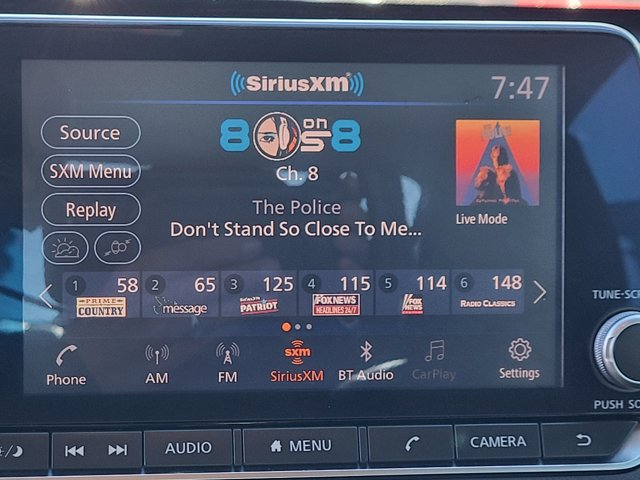 SiriusXM
7:47
Source
80s on 8
SXM Menu
Ch. 8
Replay
The Police
Don't Stand So Close To Me...
Live Mode
1 58 2 65 3 125 4 115 5 114 6 148
PRIME COUNTRY
message
PATRIOT
FOX NEWS HEADLINES 24/7
FOX NEWS
RADIO CLASSICS
Phone AM FM SiriusXM BT Audio CarPlay Settings
sxm
TUNE-SC
PUSH SO
AUDIO MENU CAMERA